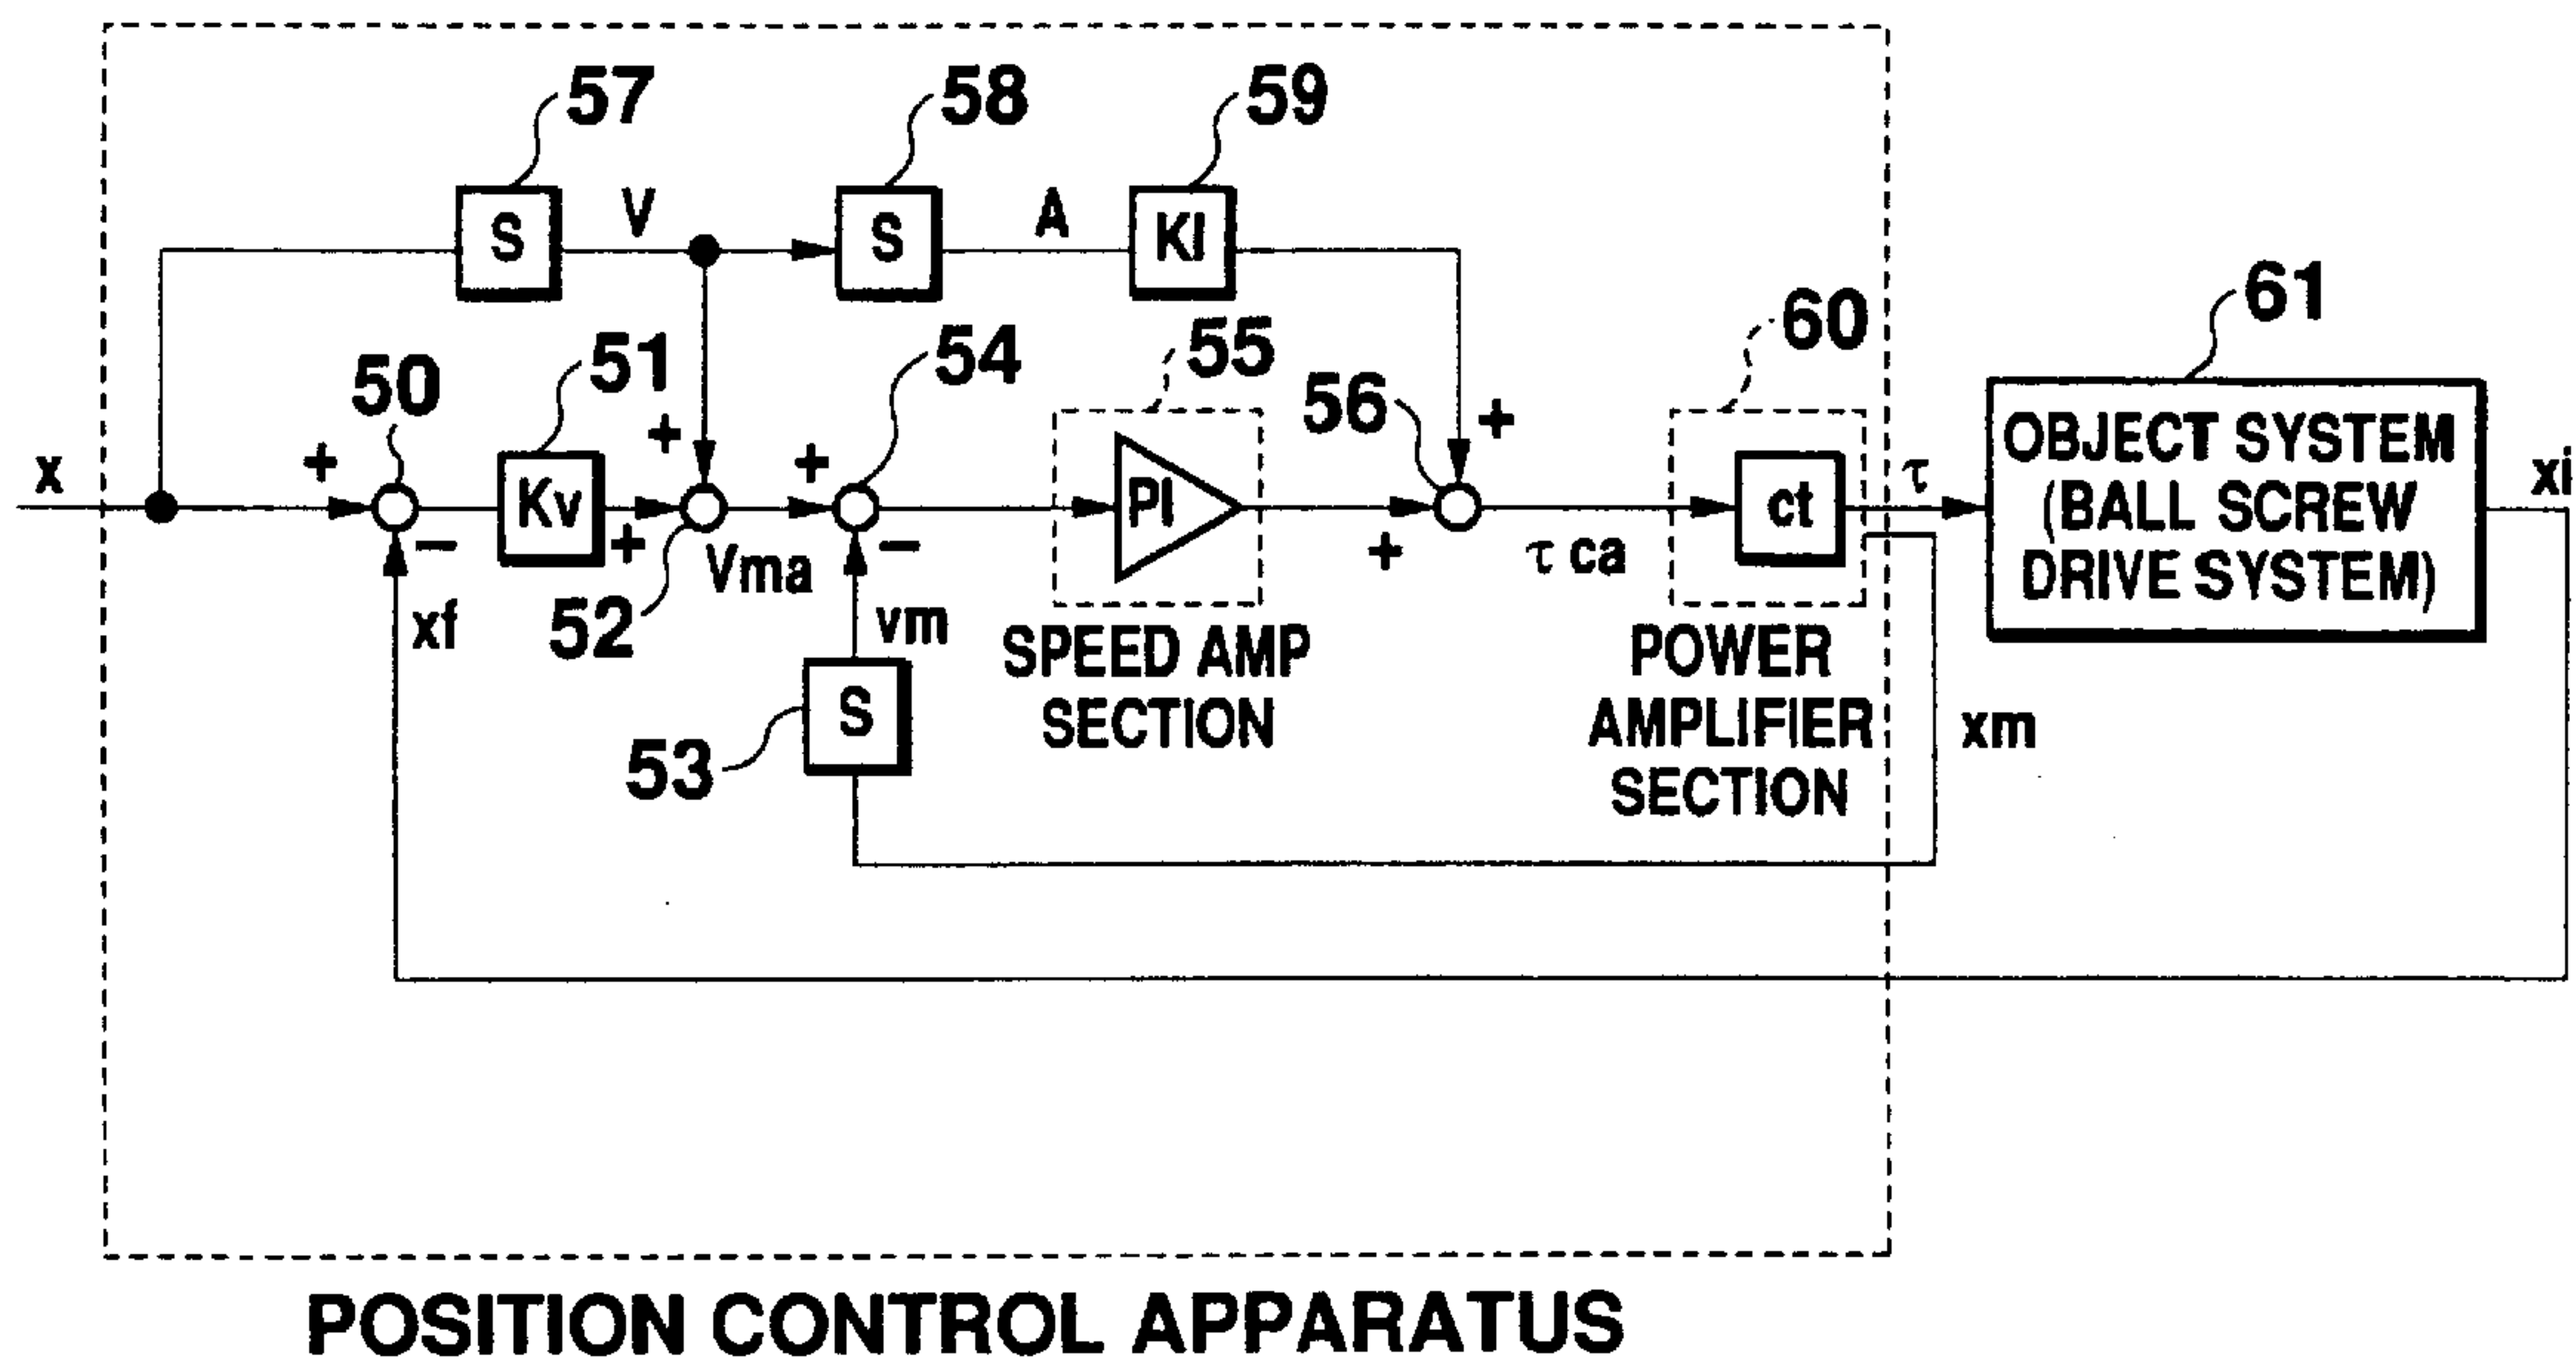 57
58
59
S
V
S
A
KI
61
60
50
51
54
55
56
OBJECT SYSTEM
(BALL SCREW
DRIVE SYSTEM)
x
+
Kv
+
+
+
PI
+
ct
τ
xi
−
+
Vma
−
+
τ ca
xf
52
vm
SPEED AMP
SECTION
POWER
AMPLIFIER
SECTION
xm
53
S
POSITION CONTROL APPARATUS